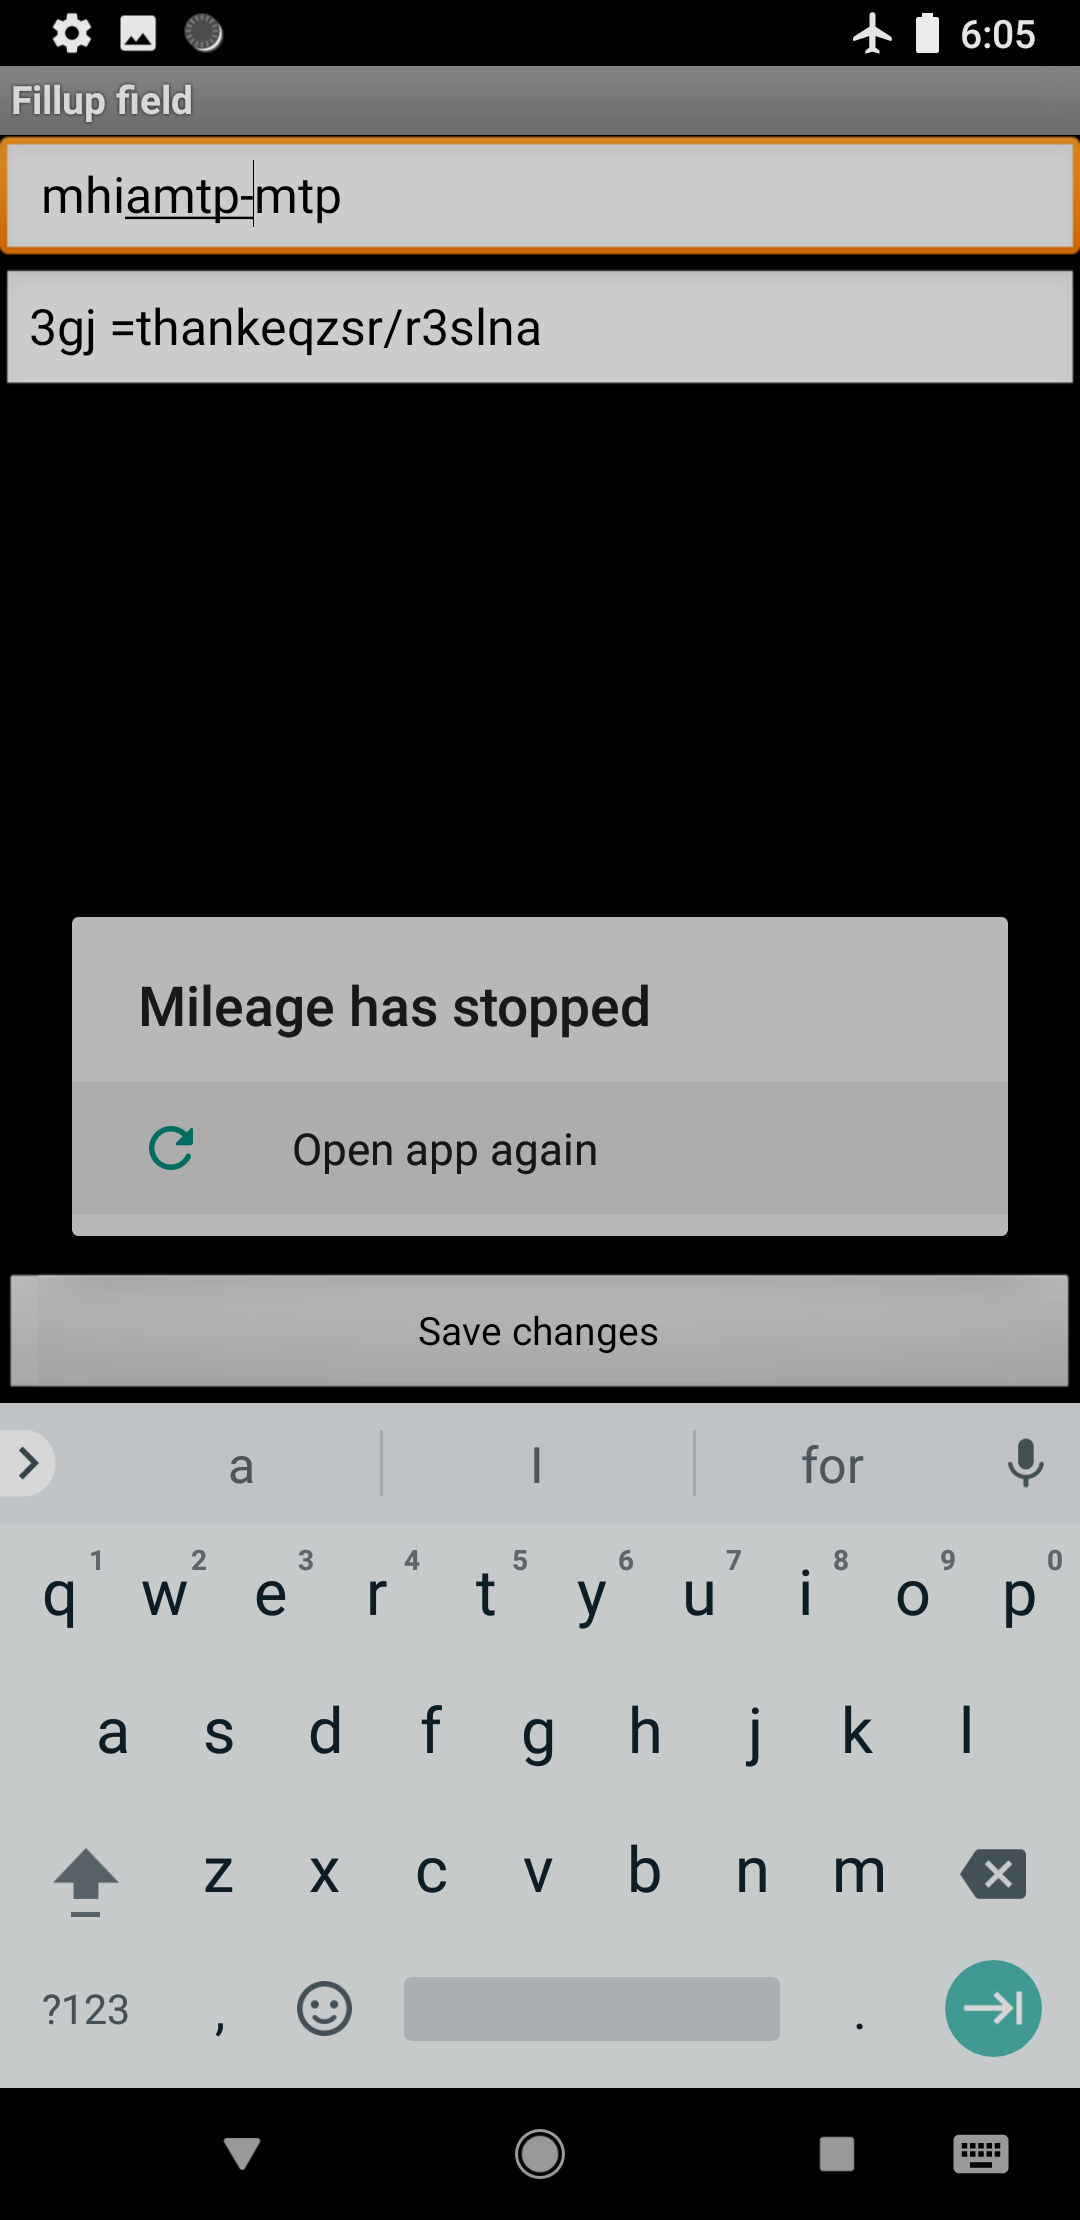 6:05
Fillup field
mhiamtp-mtp
3gj =thankeqzsr/r3slna
Mileage has stopped
Open app again
Save changes
a I for
1 2 3 4 5 6 7 8 9 0
q w e r t y u i o p
a s d f g h j k l
z x c v b n m
?123 , .